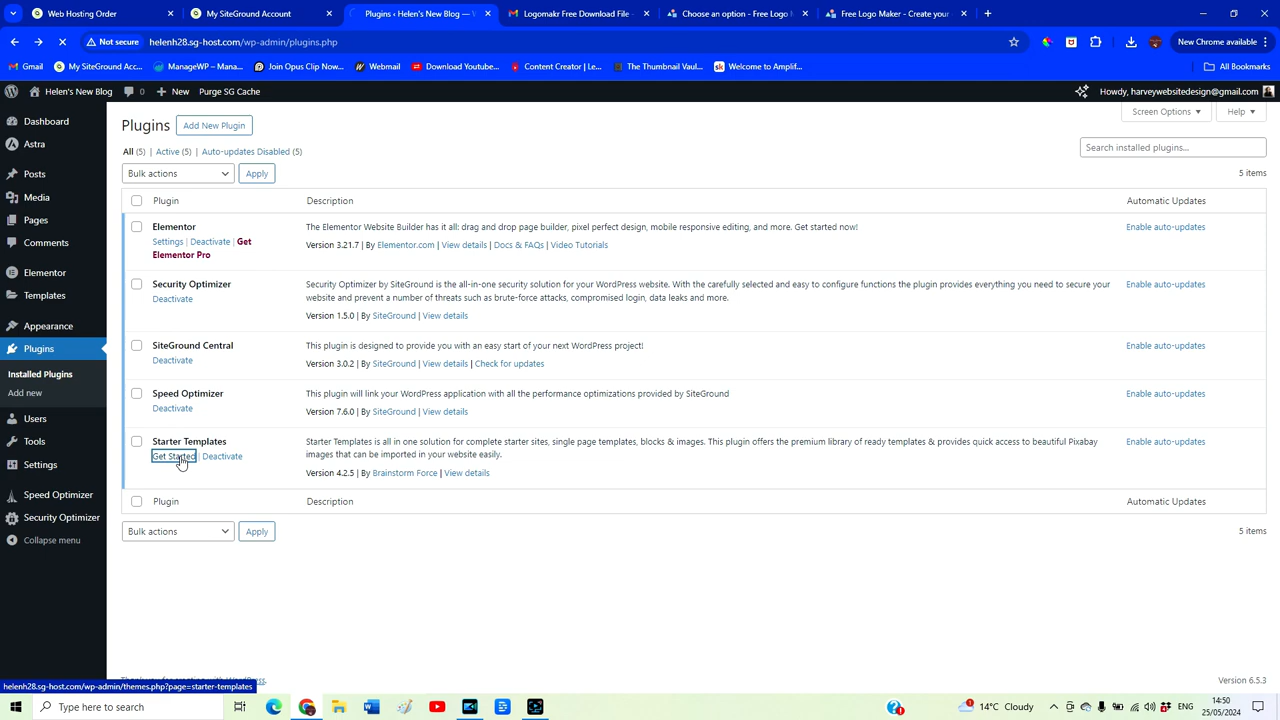 Web Hosting Order
My SiteGround Account
Plugins ‹ Helen's New Blog —
Logomakr Free Download File -
Choose an option - Free Logo M
Free Logo Maker - Create your
Not secure
helenh28.sg-host.com/wp-admin/plugins.php
New Chrome available
Gmail
My SiteGround Acc...
ManageWP – Mana...
Join Opus Clip Now...
Webmail
Download Youtube...
Content Creator | Le...
The Thumbnail Vaul...
Welcome to Amplif...
All Bookmarks
Helen's New Blog
0
New
Purge SG Cache
Howdy, harveywebsitedesign@gmail.com
Dashboard
Astra
Posts
Media
Pages
Comments
Elementor
Templates
Appearance
Plugins
Installed Plugins
Add new
Users
Tools
Settings
Speed Optimizer
Security Optimizer
Collapse menu
Plugins
Add New Plugin
Screen Options
Help
All (5) | Active (5) | Auto-updates Disabled (5)
Search installed plugins...
Bulk actions
Apply
5 items
Plugin
Description
Automatic Updates
Elementor
Settings | Deactivate | Get
Elementor Pro
The Elementor Website Builder has it all: drag and drop page builder, pixel perfect design, mobile responsive editing, and more. Get started now!
Version 3.21.7 | By Elementor.com | View details | Docs & FAQs | Video Tutorials
Enable auto-updates
Security Optimizer
Deactivate
Security Optimizer by SiteGround is the all-in-one security solution for your WordPress website. With the carefully selected and easy to configure functions the plugin provides everything you need to secure your
website and prevent a number of threats such as brute-force attacks, compromised login, data leaks and more.
Version 1.5.0 | By SiteGround | View details
Enable auto-updates
SiteGround Central
Deactivate
This plugin is designed to provide you with an easy start of your next WordPress project!
Version 3.0.2 | By SiteGround | View details | Check for updates
Enable auto-updates
Speed Optimizer
Deactivate
This plugin will link your WordPress application with all the performance optimizations provided by SiteGround
Version 7.6.0 | By SiteGround | View details
Enable auto-updates
Starter Templates
Get Started | Deactivate
Starter Templates is all in one solution for complete starter sites, single page templates, blocks & images. This plugin offers the premium library of ready templates & provides quick access to beautiful Pixabay
images that can be imported in your website easily.
Version 4.2.5 | By Brainstorm Force | View details
Enable auto-updates
Plugin
Description
Automatic Updates
Bulk actions
Apply
5 items
Thank you for creating with WordPress.
Version 6.5.3
helenh28.sg-host.com/wp-admin/themes.php?page=starter-templates
Type here to search
14°C Cloudy
ENG
14:50
25/05/2024